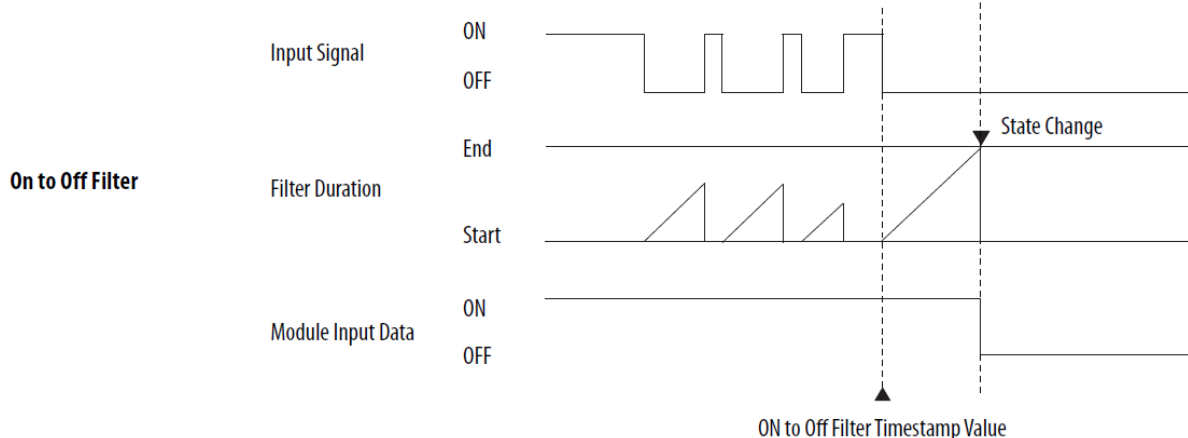 Input Signal
ON
OFF
State Change
On to Off Filter
Filter Duration
End
Start
Module Input Data
ON
OFF
ON to Off Filter Timestamp Value